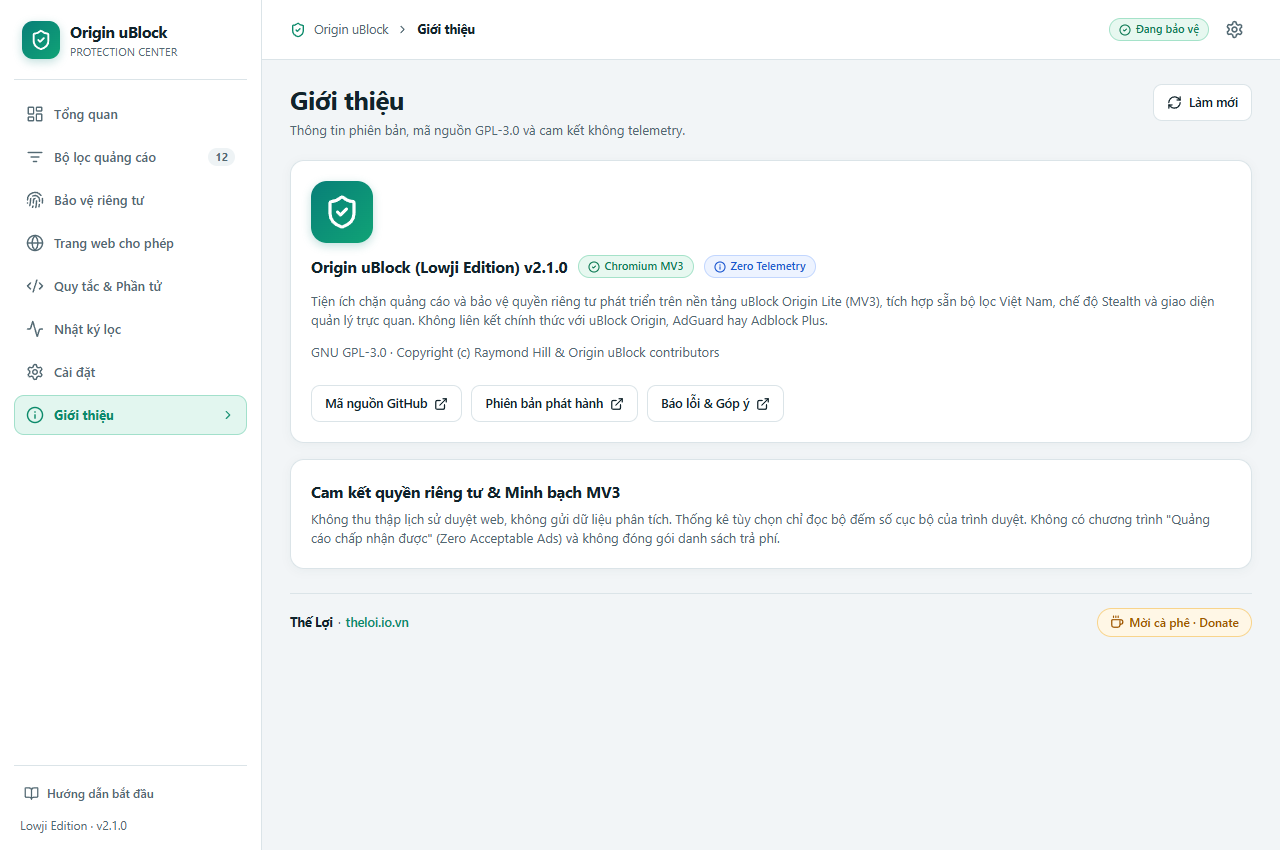 Origin uBlock
PROTECTION CENTER
Tổng quan
Bộ lọc quảng cáo 12
Bảo vệ riêng tư
Trang web cho phép
Quy tắc & Phần tử
Nhật ký lọc
Cài đặt
Giới thiệu
Hướng dẫn bắt đầu
Lowji Edition · v2.1.0
Origin uBlock > Giới thiệu
Đang bảo vệ
Giới thiệu
Thông tin phiên bản, mã nguồn GPL-3.0 và cam kết không telemetry.
Làm mới
Origin uBlock (Lowji Edition) v2.1.0 Chromium MV3 Zero Telemetry
Tiện ích chặn quảng cáo và bảo vệ quyền riêng tư phát triển trên nền tảng uBlock Origin Lite (MV3), tích hợp sẵn bộ lọc Việt Nam, chế độ Stealth và giao diện
quản lý trực quan. Không liên kết chính thức với uBlock Origin, AdGuard hay Adblock Plus.
GNU GPL-3.0 · Copyright (c) Raymond Hill & Origin uBlock contributors
Mã nguồn GitHub Phiên bản phát hành Báo lỗi & Góp ý
Cam kết quyền riêng tư & Minh bạch MV3
Không thu thập lịch sử duyệt web, không gửi dữ liệu phân tích. Thống kê tùy chọn chỉ đọc bộ đếm số cục bộ của trình duyệt. Không có chương trình "Quảng
cáo chấp nhận được" (Zero Acceptable Ads) và không đóng gói danh sách trả phí.
Thế Lợi · theloi.io.vn
Mời cà phê · Donate